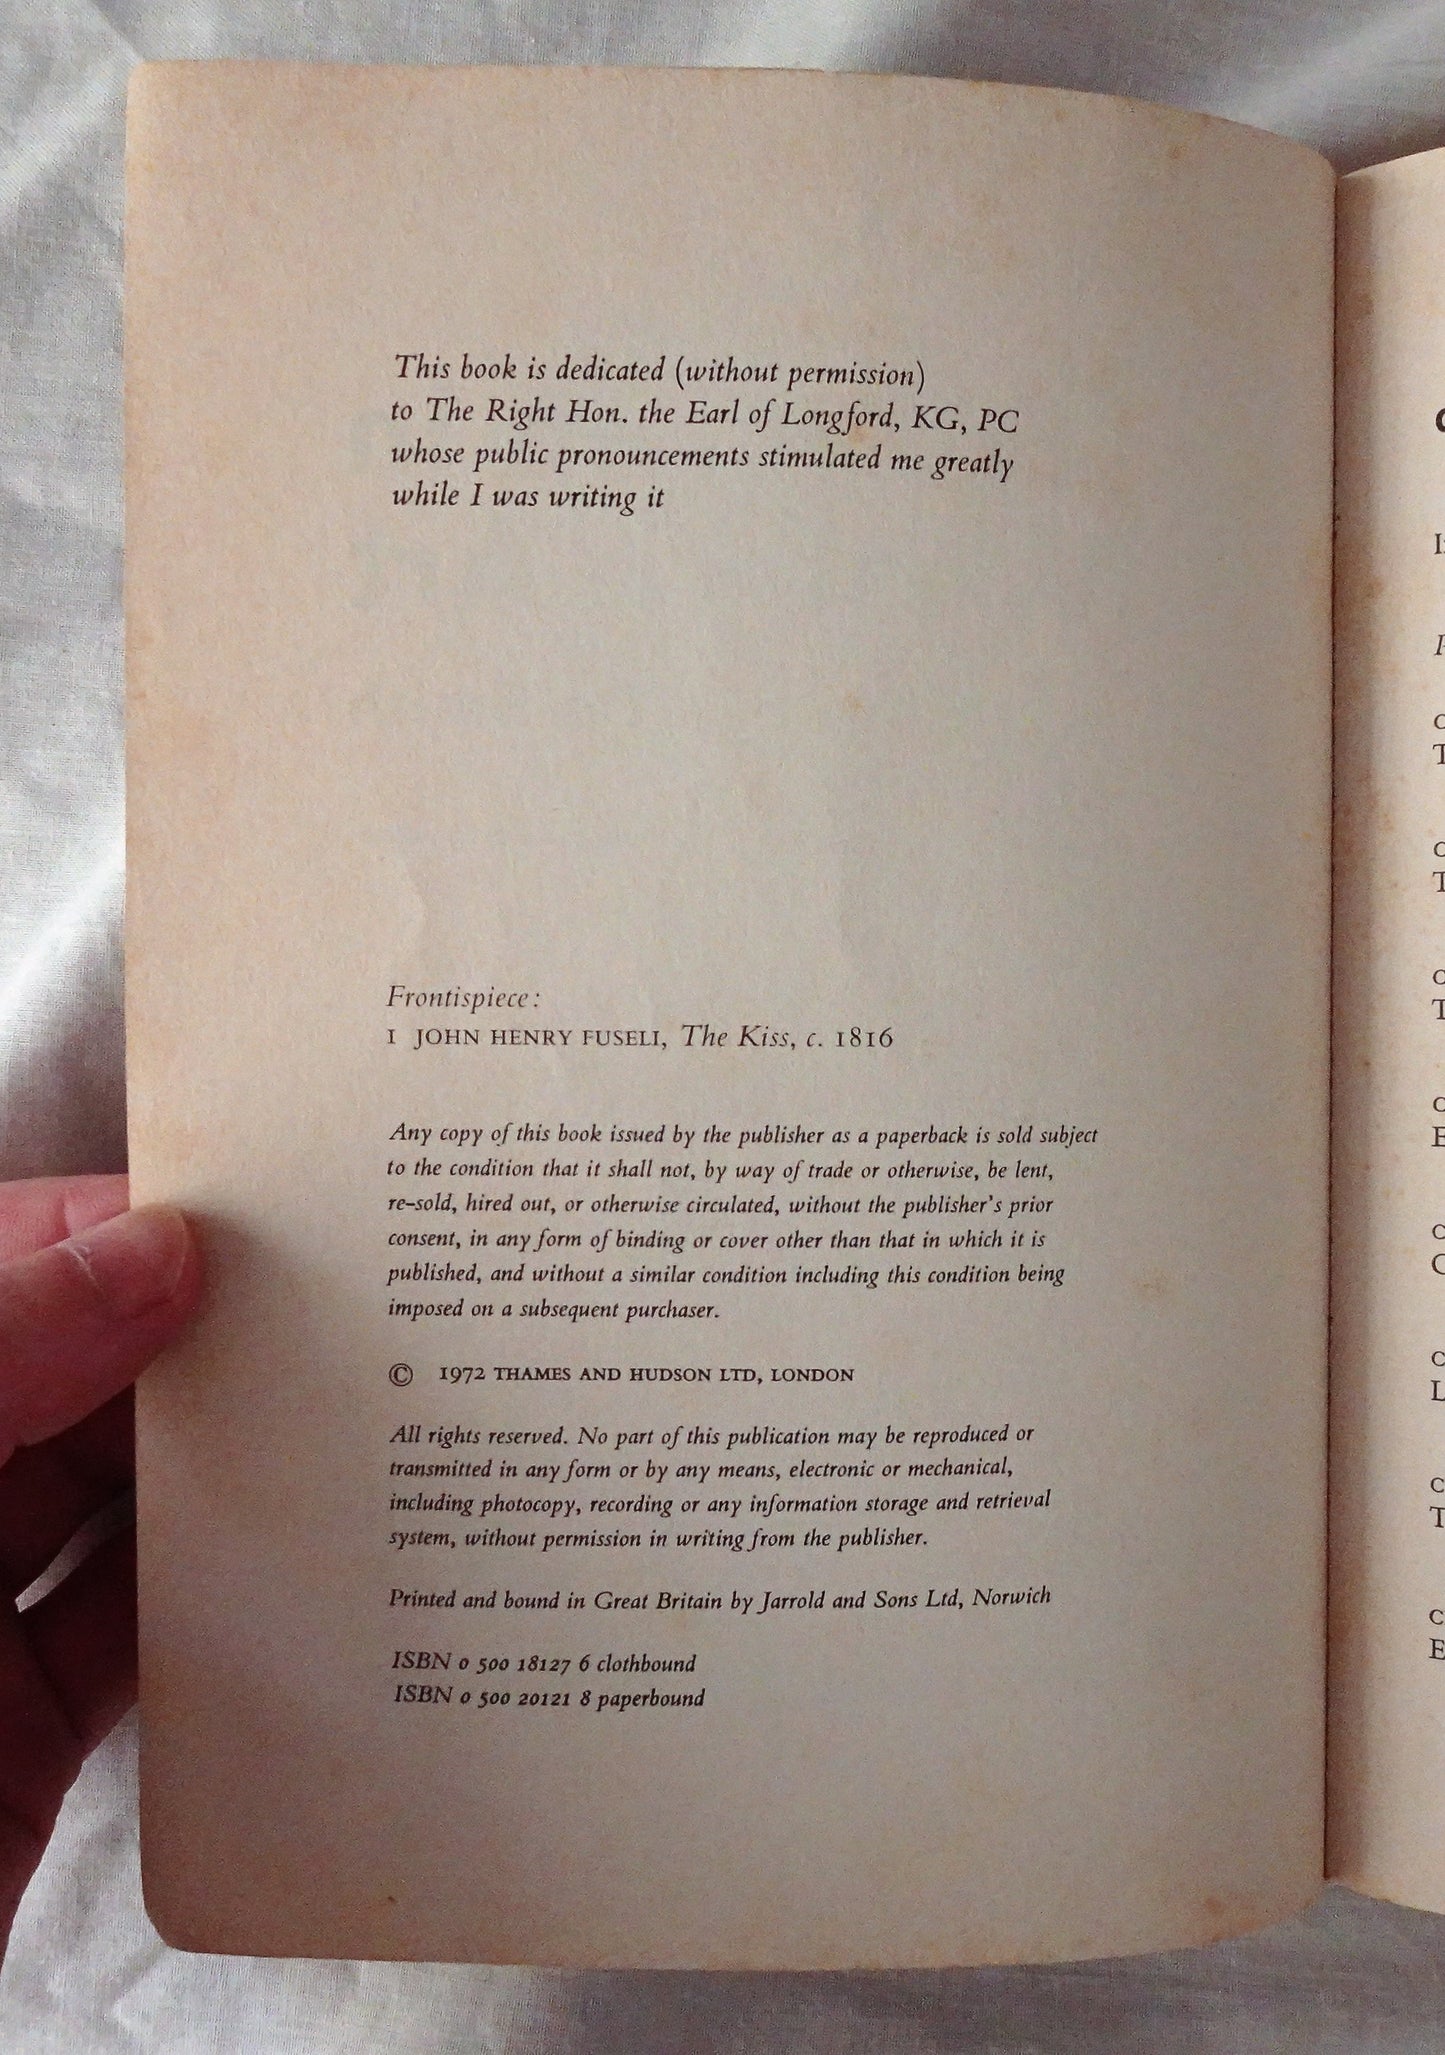 This book is dedicated (without permission)
to The Right Hon. the Earl of Longford, KG, PC
whose public pronouncements stimulated me greatly
while I was writing it
Frontispiece:
1 JOHN HENRY FUSELI, The Kiss, c. 1816
Any copy of this book issued by the publisher as a paperback is sold subject
to the condition that it shall not, by way of trade or otherwise, be lent,
re-sold, hired out, or otherwise circulated, without the publisher's prior
consent, in any form of binding or cover other than that in which it is
published, and without a similar condition including this condition being
imposed on a subsequent purchaser.
© 1972 THAMES AND HUDSON LTD, LONDON
All rights reserved. No part of this publication may be reproduced or
transmitted in any form or by any means, electronic or mechanical,
including photocopy, recording or any information storage and retrieval
system, without permission in writing from the publisher.
Printed and bound in Great Britain by Jarrold and Sons Ltd, Norwich
ISBN 0 500 18127 6 clothbound
ISBN 0 500 20121 8 paperbound